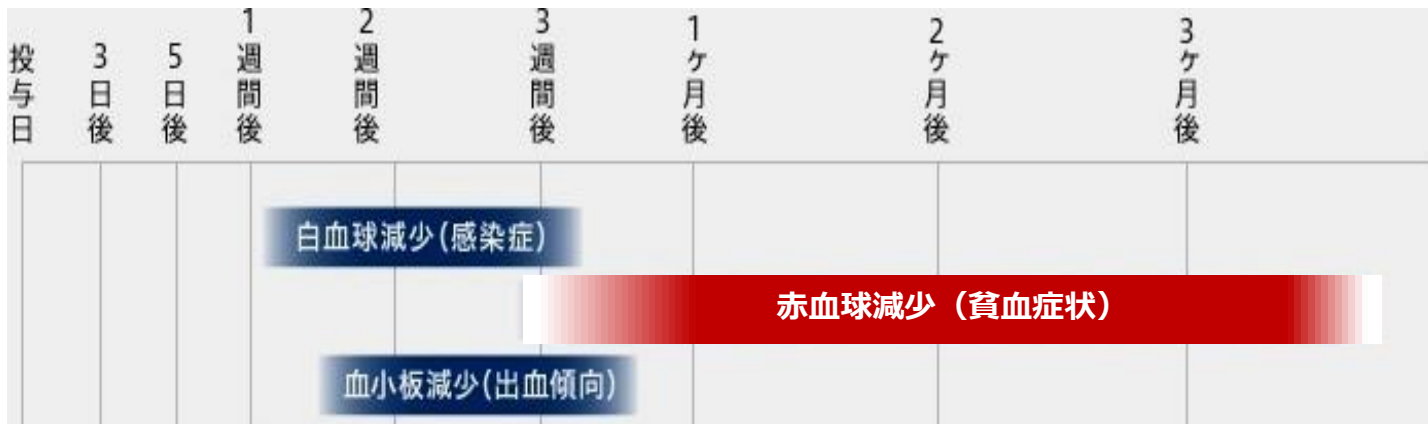 投与日
3日後
5日後
1週間後
2週間後
3週間後
1ヶ月後
2ヶ月後
3ヶ月後
白血球減少(感染症)
赤血球減少（貧血症状）
血小板減少(出血傾向)